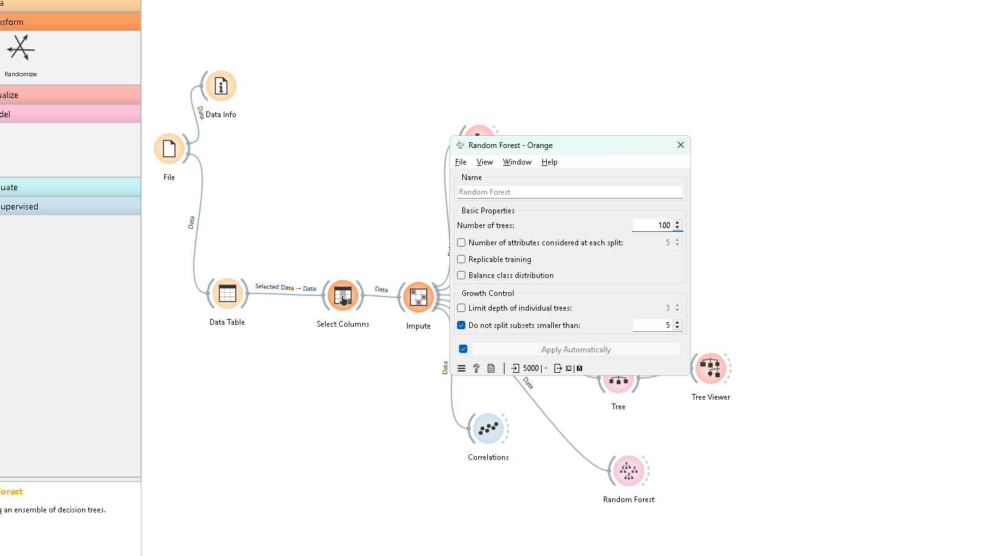 a
nsform
Randomize
ualize
del
uate
upervised
Forest
g an ensemble of decision trees.
Data Info
Data
File
Data
Data Table
Selected Data → Data
Select Columns
Data
Impute
Random Forest - Orange
File View Window Help
Name
Random Forest
Basic Properties
Number of trees: 100
Number of attributes considered at each split: 5
Replicable training
Balance class distribution
Growth Control
Limit depth of individual trees: 3
Do not split subsets smaller than: 5
Apply Automatically
? 5000 | - |
Data
Data
Tree
Tree Viewer
Correlations
Random Forest